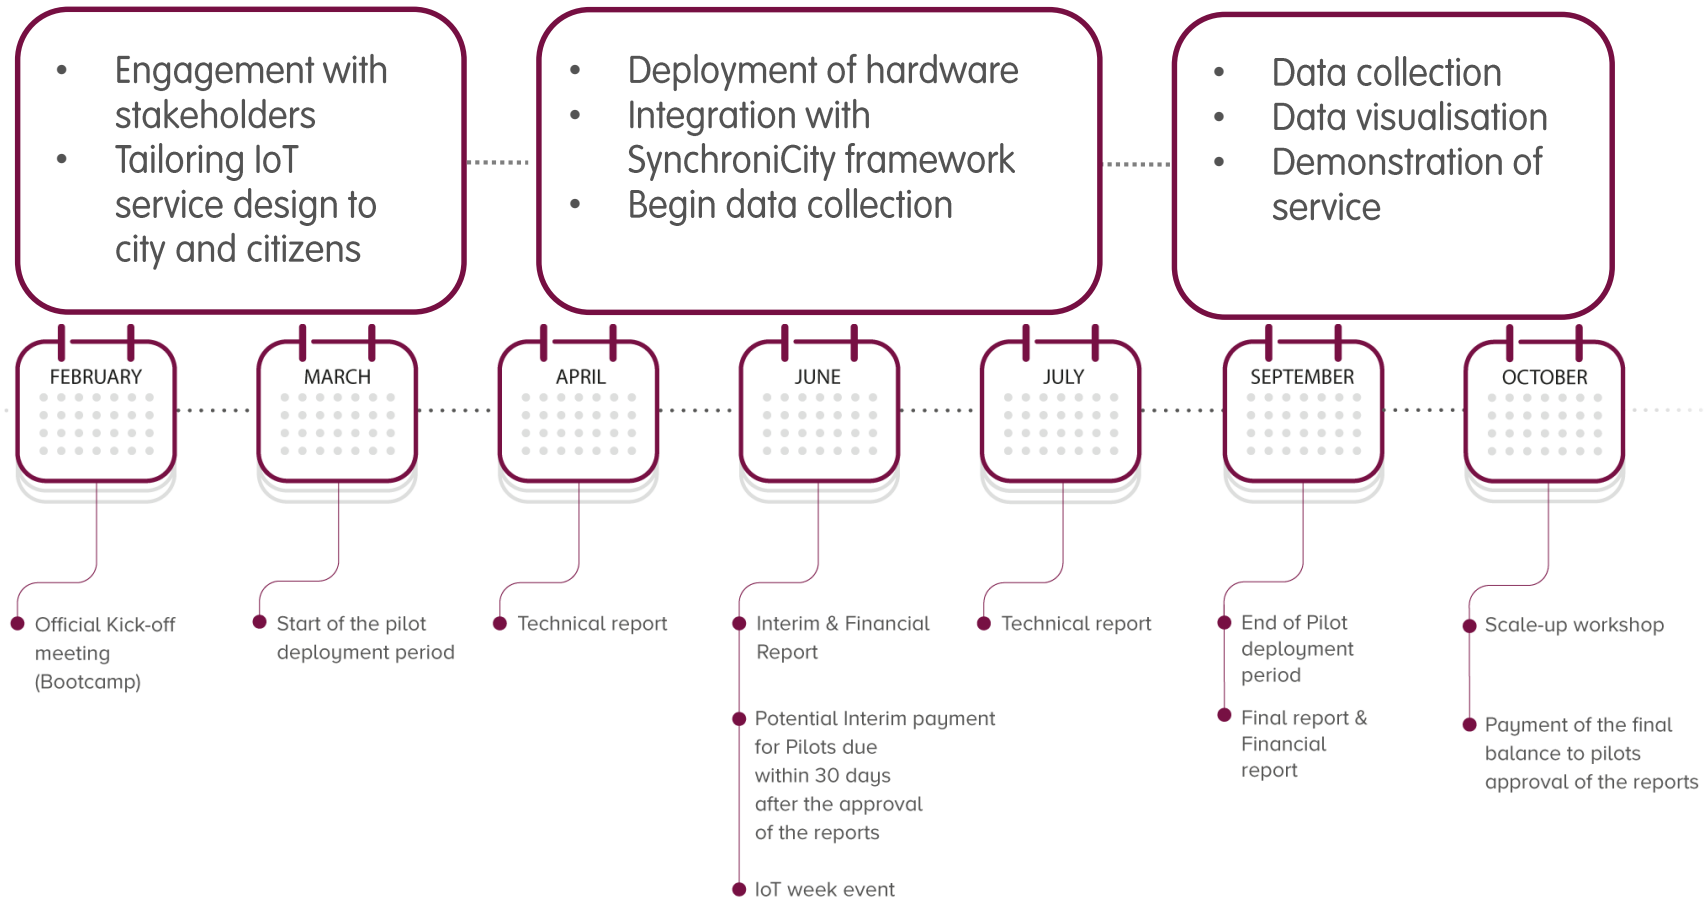 • Engagement with
stakeholders
• Tailoring IoT
service design to
city and citizens
• Deployment of hardware
• Integration with
SynchroniCity framework
• Begin data collection
• Data collection
• Data visualisation
• Demonstration of
service
FEBRUARY
MARCH
APRIL
JUNE
JULY
SEPTEMBER
OCTOBER
Official Kick-off
meeting
(Bootcamp)
Start of the pilot
deployment period
Technical report
Interim & Financial
Report
Potential Interim payment
for Pilots due
within 30 days
after the approval
of the reports
IoT week event
Technical report
End of Pilot
deployment
period
Final report &
Financial
report
Scale-up workshop
Payment of the final
balance to pilots
approval of the reports